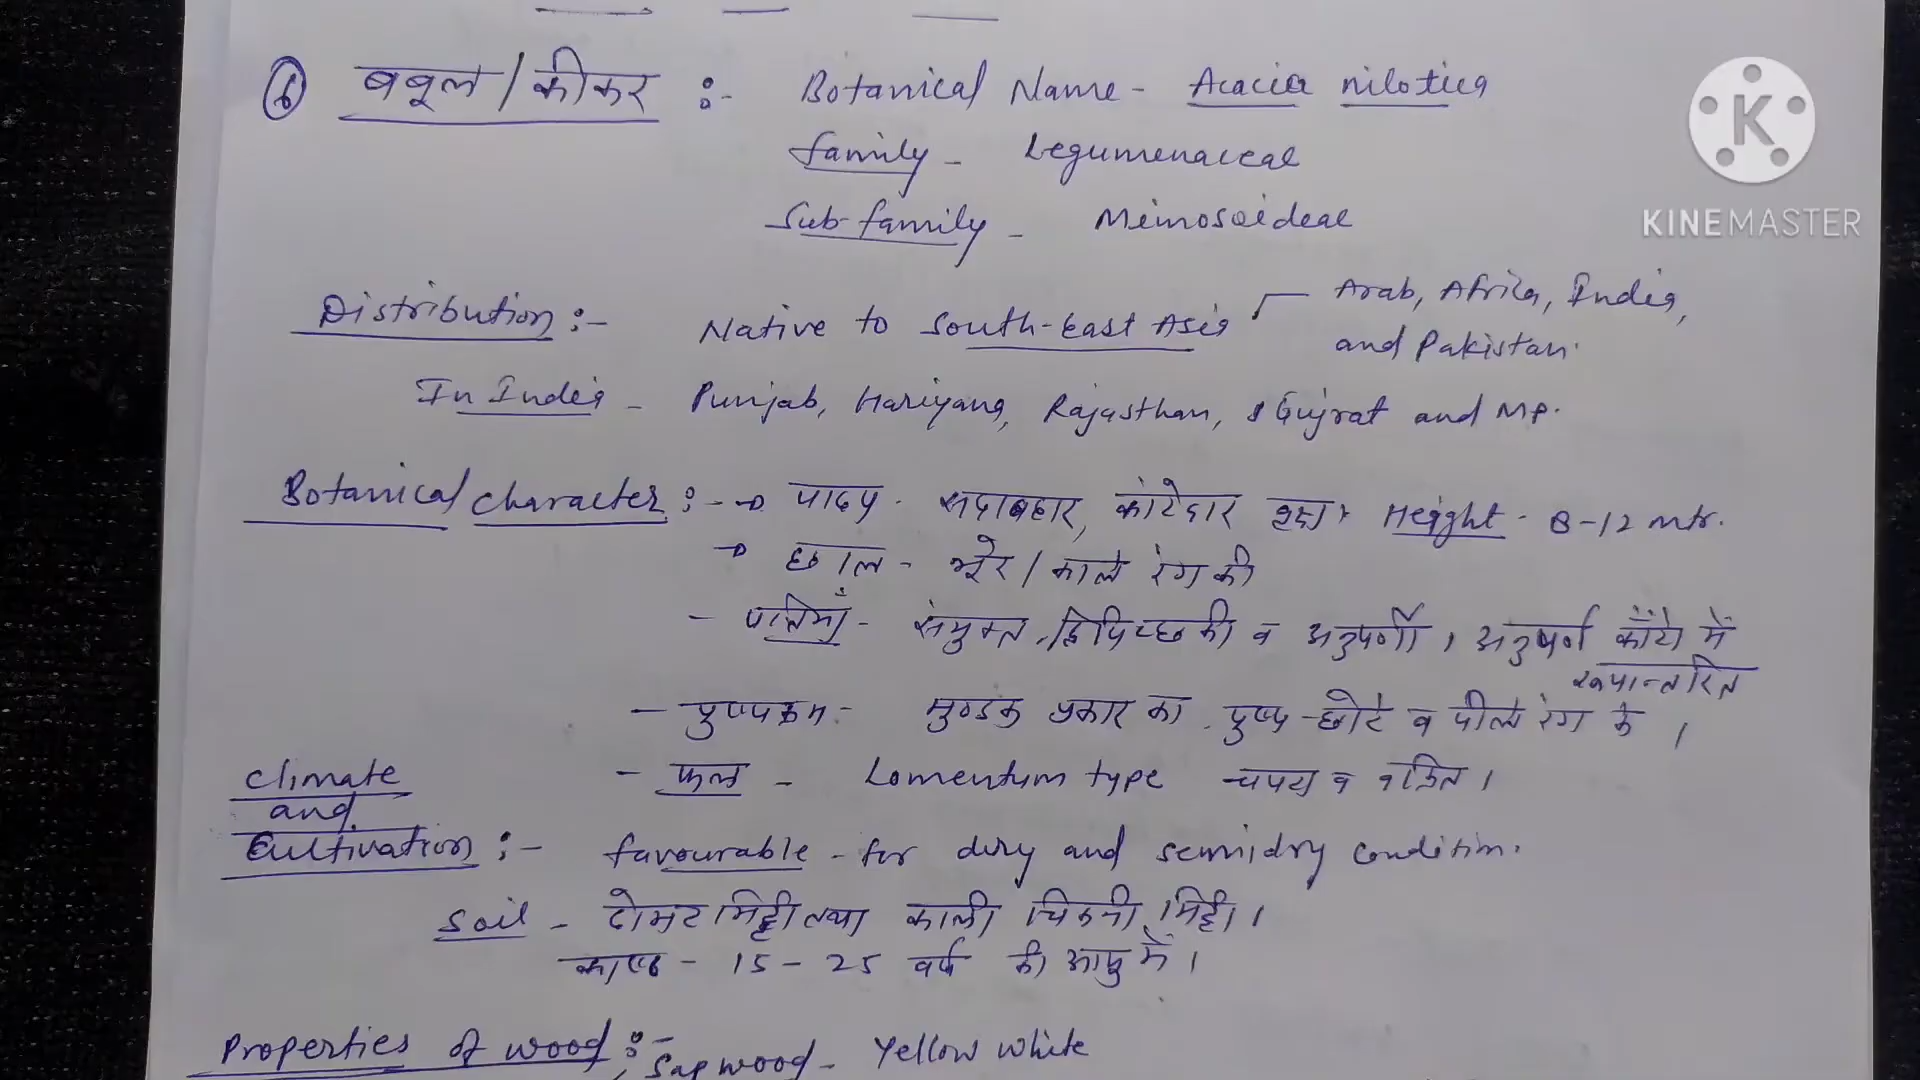 ⑥ बबूल / कीकर :- Botanical Name - Acacia nilotica
family - Legumenaceae
Sub-family - Meimosoideae
Distribution :- Native to South-East Asia Arab, Africa, India,
and Pakistan.
In India - Punjab, Hariyana, Rajasthan, & Gujrat and MP.
Botanical Character :- → पादप - सदाबहार, कांटेदार वृक्ष, Height - 8-12 mtr.
→ छाल - भूरे / काले रंग की
- पत्तियाँ - संयुक्त, द्विपिच्छकी व अनुपर्णी । अनुपर्ण काँटो में
रूपान्तरित
- पुष्पक्रम - मुण्डक प्रकार का. पुष्प - छोटे व पीले रंग के ।
- फल - Lomentum type चपटा व ।
Climate
and
Cultivation :- favourable - for dry and semidry condition.
Soil - दोमट मिट्टी तथा काली चिकनी मिट्टी ।
काष्ठ - 15 - 25 वर्ष की आयु में ।
Properties of wood :- Sap wood - Yellow white
KINEMASTER